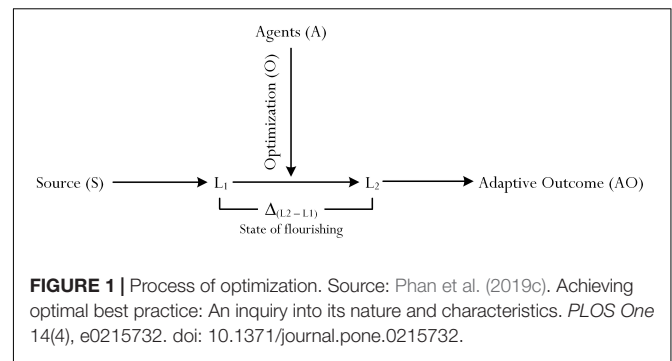 Agents (A)
Optimization (O)
Source (S) L₁ L₂ Adaptive Outcome (AO)
Δ(L2 – L1)
State of flourishing
FIGURE 1 | Process of optimization. Source: Phan et al. (2019c). Achieving
optimal best practice: An inquiry into its nature and characteristics. PLOS One
14(4), e0215732. doi: 10.1371/journal.pone.0215732.